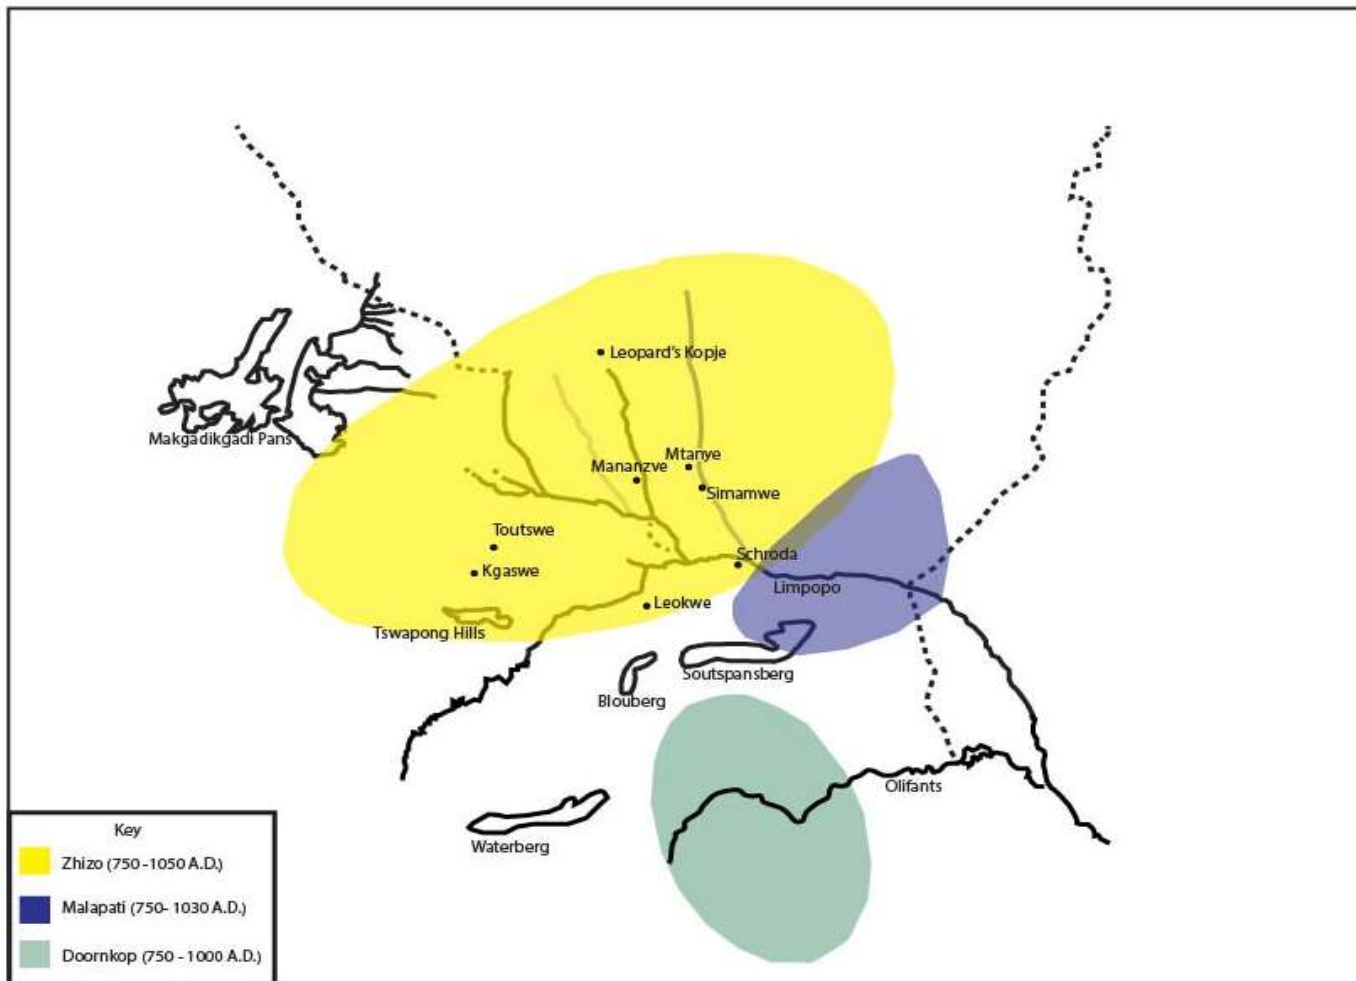 Leopard's Kopje
Makgadikgadi Pans
Mtanye
Mananzve
Simamwe
Toutswe
Schroda
Kgaswe
Limpopo
Leokwe
Tswapong Hills
Soutspansberg
Blouberg
Olifants
Waterberg
Key
Zhizo (750 -1050 A.D.)
Malapati (750- 1030 A.D.)
Doornkop (750 - 1000 A.D.)